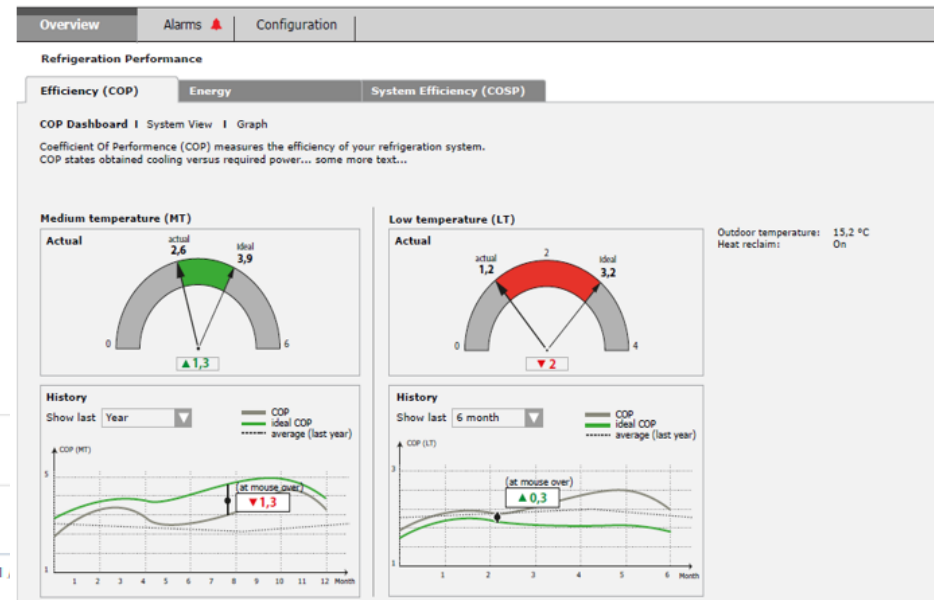 Overview Alarms Configuration
Refrigeration Performance
Efficiency (COP) Energy System Efficiency (COSP)
COP Dashboard I System View I Graph
Coefficient Of Performence (COP) measures the efficiency of your refrigeration system.
COP states obtained cooling versus required power... some more text...
Medium temperature (MT)
Actual
actual
2,6
Ideal
3,9
0
6
▲1,3
Low temperature (LT)
Actual
actual
1,2
2
Ideal
3,2
0
4
▼2
Outdoor temperature: 15,2 °C
Heat reclaim: On
History
Show last Year
COP
ideal COP
average (last year)
COP (MT)
5
(at mouse over)
▼1,3
1
1 2 3 4 5 6 7 8 9 10 11 12 Month
History
Show last 6 month
COP
ideal COP
average (last year)
COP (LT)
3
(at mouse over)
▲0,3
1
1 2 3 4 5 6 Month